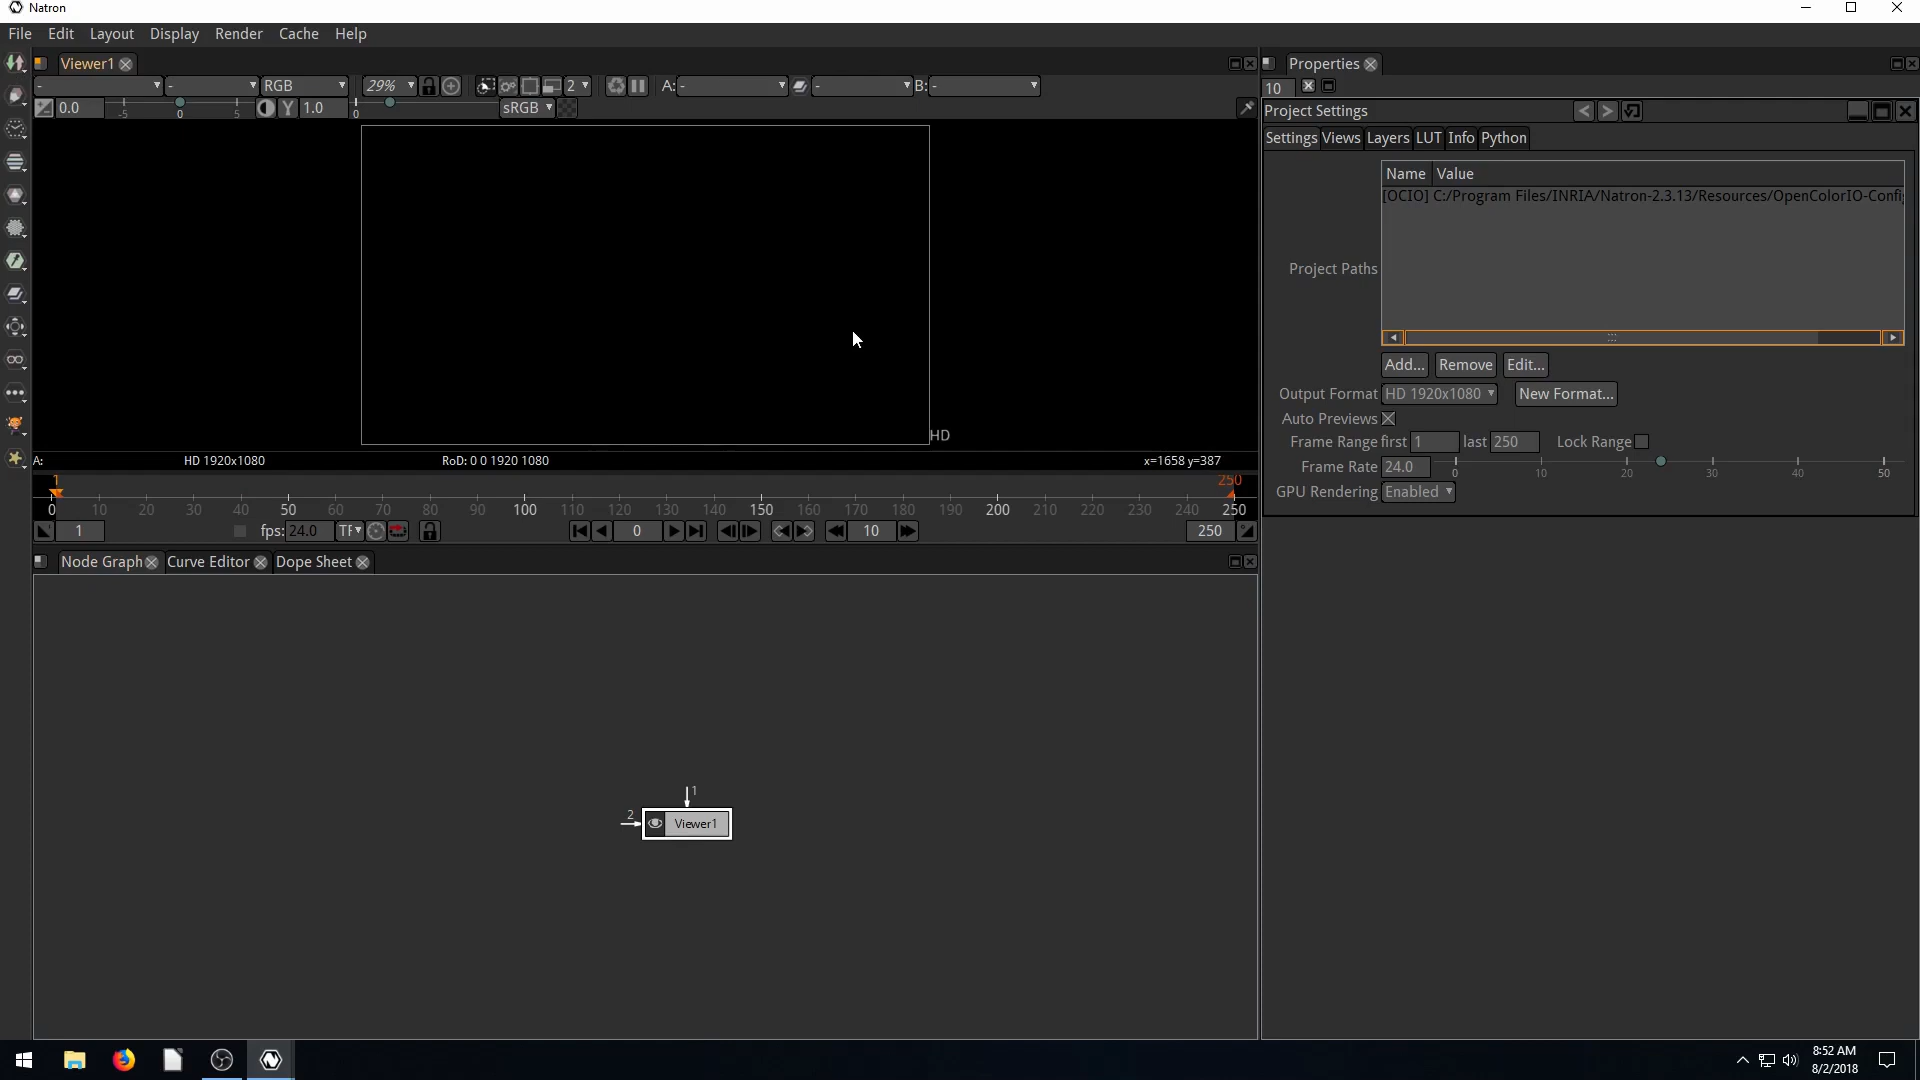 Natron
File Edit Layout Display Render Cache Help
Viewer1
Properties
- - RGB 29% 2 A: - - B: -
10
0.0 -5 0 5 Y 1.0 0 sRGB
Project Settings
Settings Views Layers LUT Info Python
Name Value
[OCIO] C:/Program Files/INRIA/Natron-2.3.13/Resources/OpenColorIO-Config
Project Paths
Add... Remove Edit...
Output Format HD 1920x1080 New Format...
Auto Previews
Frame Range first 1 last 250 Lock Range
Frame Rate 24.0 0 10 20 30 40 50
GPU Rendering Enabled
HD
A: HD 1920x1080 RoD: 0 0 1920 1080 x=1658 y=387
1 250
0 10 20 30 40 50 60 70 80 90 100 110 120 130 140 150 160 170 180 190 200 210 220 230 240 250
1 fps: 24.0 TF 0 10 250
Node Graph Curve Editor Dope Sheet
1
2
Viewer1
8:52 AM
8/2/2018